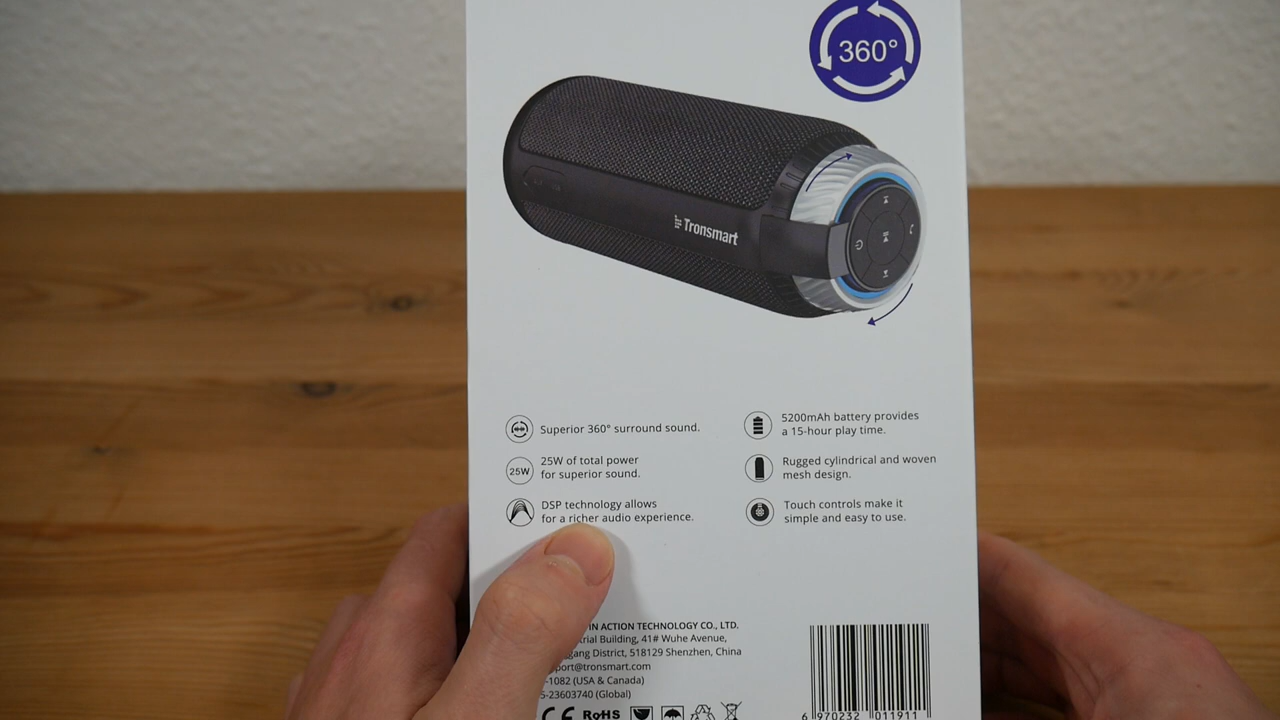 360°
Tronsmart
Superior 360° surround sound.
25W
25W of total power
for superior sound.
DSP technology allows
for a richer audio experience.
5200mAh battery provides
a 15-hour play time.
Rugged cylindrical and woven
mesh design.
Touch controls make it
simple and easy to use.
IN ACTION TECHNOLOGY CO., LTD.
Building, 41# Wuhe Avenue,
District, 518129 Shenzhen, China
port@tronsmart.com
-1082 (USA & Canada)
5-23603740 (Global)
CE RoHS
6 970232 011911